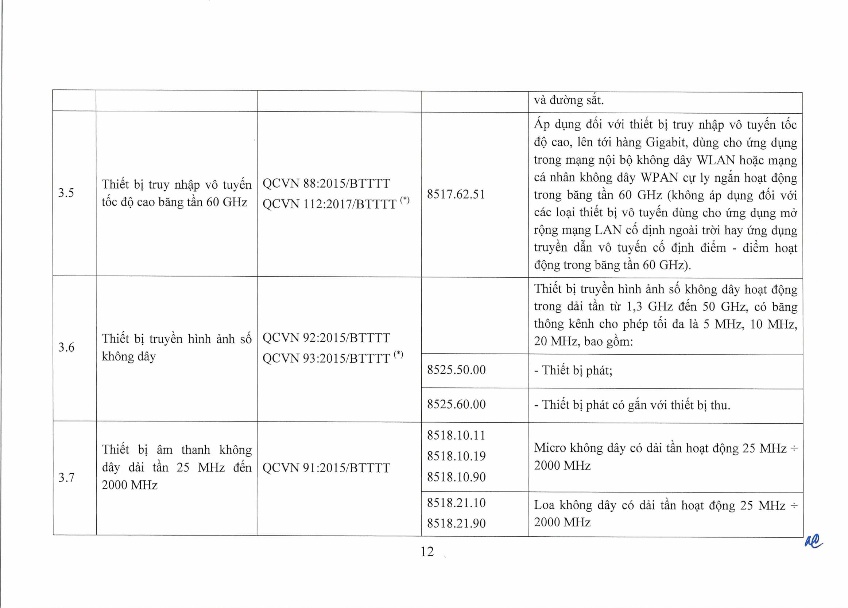 và đường sắt.
3.5
Thiết bị truy nhập vô tuyến
tốc độ cao băng tần 60 GHz
QCVN 88:2015/BTTTT
QCVN 112:2017/BTTTT (*)
8517.62.51
Áp dụng đối với thiết bị truy nhập vô tuyến tốc
độ cao, lên tới hàng Gigabit, dùng cho ứng dụng
trong mạng nội bộ không dây WLAN hoặc mạng
cá nhân không dây WPAN cự ly ngắn hoạt động
trong băng tần 60 GHz (không áp dụng đối với
các loại thiết bị vô tuyến dùng cho ứng dụng mở
rộng mạng LAN cố định ngoài trời hay ứng dụng
truyền dẫn vô tuyến cố định điểm - điểm hoạt
động trong băng tần 60 GHz).
3.6
Thiết bị truyền hình ảnh số
không dây
QCVN 92:2015/BTTTT
QCVN 93:2015/BTTTT (*)
Thiết bị truyền hình ảnh số không dây hoạt động
trong dải tần từ 1,3 GHz đến 50 GHz, có băng
thông kênh cho phép tối đa là 5 MHz, 10 MHz,
20 MHz, bao gồm:
8525.50.00
- Thiết bị phát;
8525.60.00
- Thiết bị phát có gắn với thiết bị thu.
3.7
Thiết bị âm thanh không
dây dải tần 25 MHz đến
2000 MHz
QCVN 91:2015/BTTTT
8518.10.11
8518.10.19
8518.10.90
Micro không dây có dải tần hoạt động 25 MHz ÷
2000 MHz
8518.21.10
8518.21.90
Loa không dây có dải tần hoạt động 25 MHz ÷
2000 MHz
12